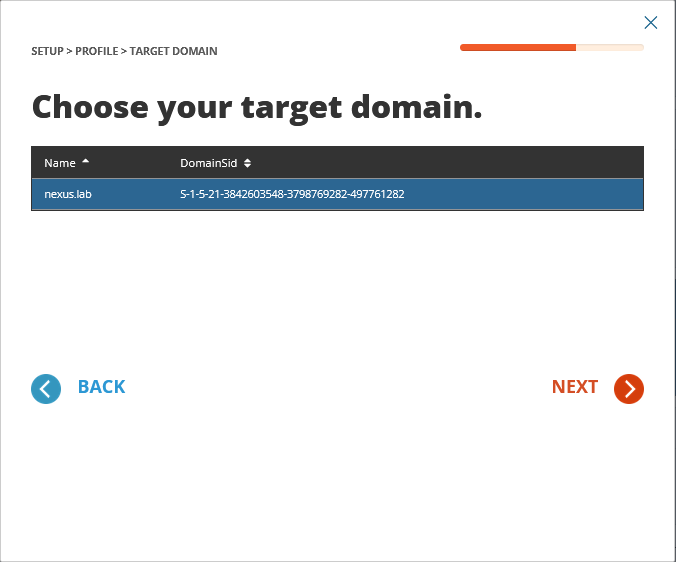 SETUP > PROFILE > TARGET DOMAIN
Choose your target domain.
Name DomainSid
nexus.lab S-1-5-21-3842603548-3798769282-497761282
BACK NEXT